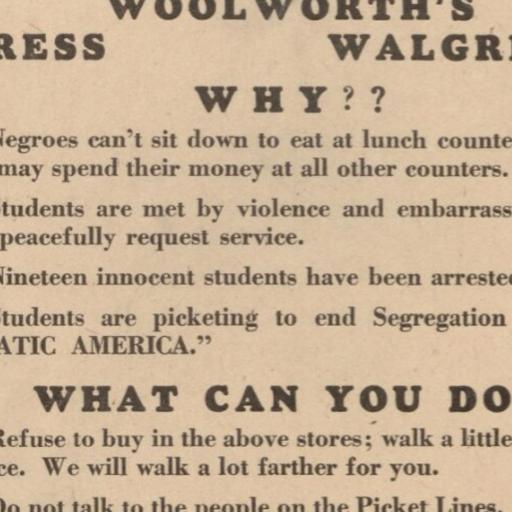 WOOLWORTH'S
RESS WALGR
WHY??
Negroes can't sit down to eat at lunch counte
may spend their money at all other counters.
tudents are met by violence and embarrass
peacefully request service.
Nineteen innocent students have been arreste
tudents are picketing to end Segregation
ATIC AMERICA."
WHAT CAN YOU DO
Refuse to buy in the above stores; walk a little
ce. We will walk a lot farther for you.
Do not talk to the people on the Picket Lines.